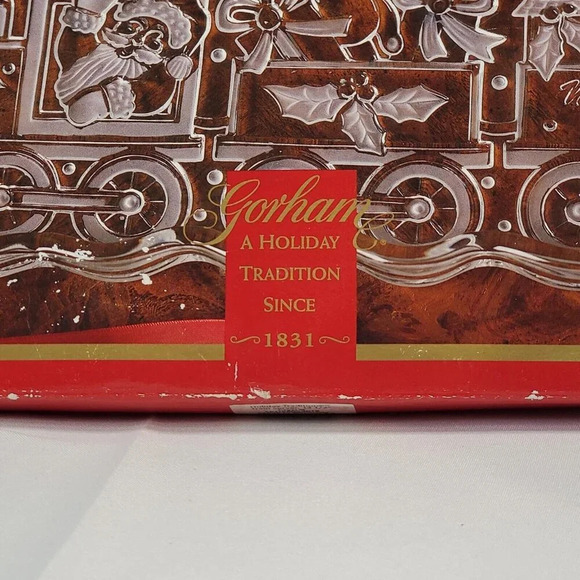 Gorham
A HOLIDAY
TRADITION
SINCE
1831